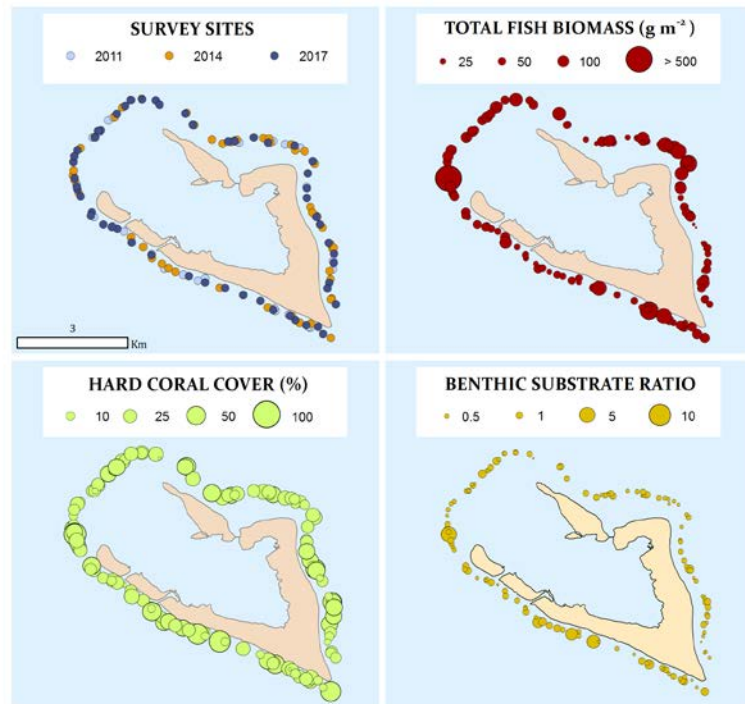 SURVEY SITES
2011 2014 2017
3
Km
TOTAL FISH BIOMASS (g m⁻²)
25 50 100 > 500
HARD CORAL COVER (%)
10 25 50 100
BENTHIC SUBSTRATE RATIO
0.5 1 5 10